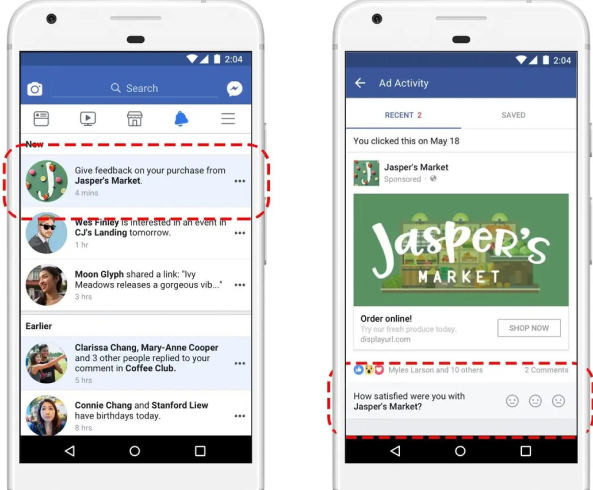 2:04
Search
New
Give feedback on your purchase from
Jasper's Market.
4 mins
Wes Finley is interested in an event in
CJ's Landing tomorrow.
1 hr
Moon Glyph shared a link: "Ivy
Meadows releases a gorgeous vib..."
3 hrs
Earlier
Clarissa Chang, Mary-Anne Cooper
and 3 other people replied to your
comment in Coffee Club.
5 hrs
Connie Chang and Stanford Liew
have birthdays today.
8 hrs
2:04
Ad Activity
RECENT 2
SAVED
You clicked this on May 18
Jasper's Market
Sponsored ·
JASPER'S
MARKET
Order online!
Try our fresh produce today.
displayurl.com
SHOP NOW
Myles Larson and 10 others
2 Comments
How satisfied were you with
Jasper's Market?